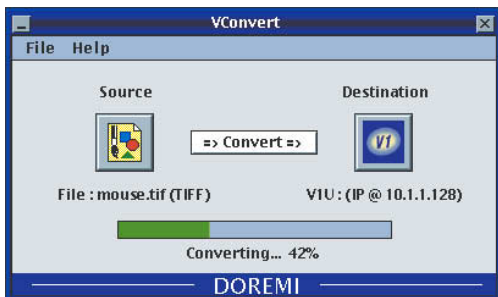 VConvert
File Help
Source Destination
=> Convert => V1
File : mouse.tif (TIFF) V1U : (IP @ 10.1.1.128)
Converting... 42%
DOREMI